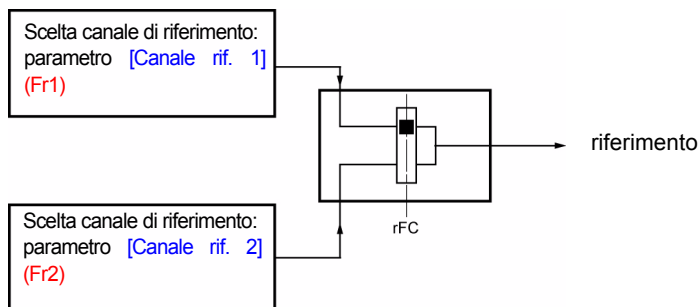 Scelta canale di riferimento:
parametro [Canale rif. 1]
(Fr1)
riferimento
Scelta canale di riferimento:
parametro [Canale rif. 2]
(Fr2)
rFC